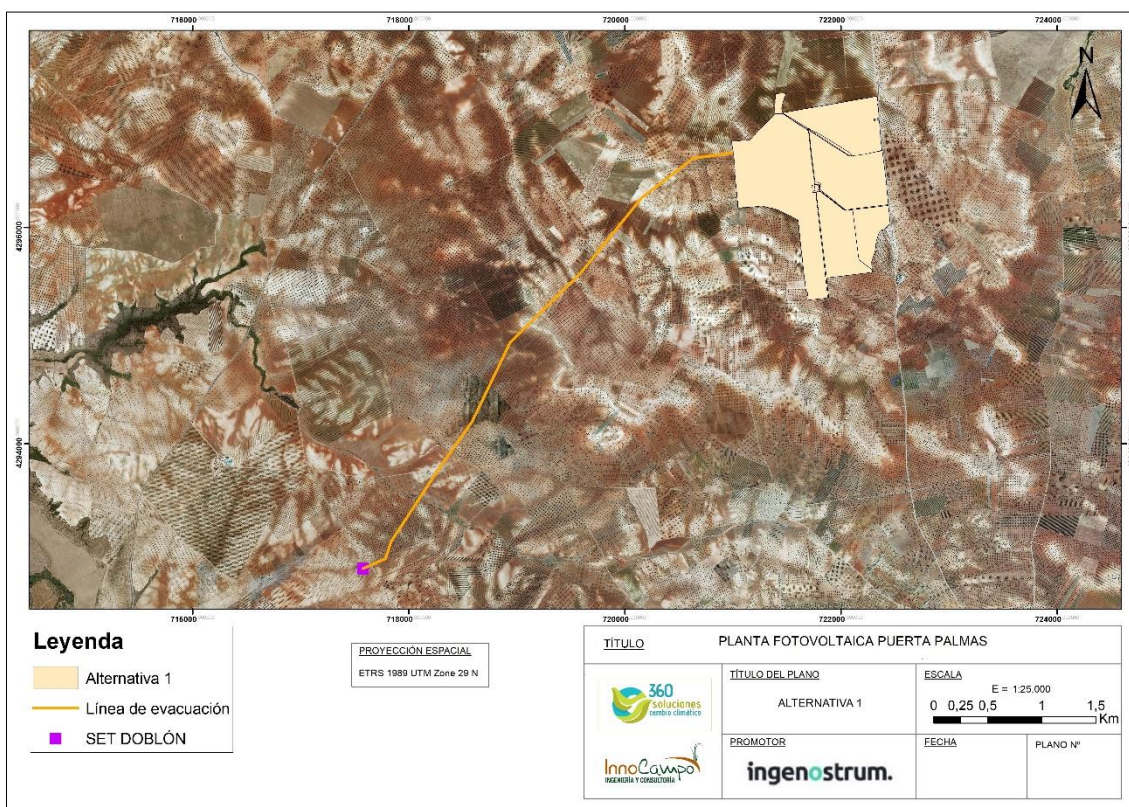 716000
718000
720000
722000
724000
N
4296000
4294000
716000
718000
720000
722000
724000
Leyenda
Alternativa 1
Línea de evacuación
SET DOBLÓN
PROYECCIÓN ESPACIAL
ETRS 1989 UTM Zone 29 N
TÍTULO
PLANTA FOTOVOLTAICA PUERTA PALMAS
360
soluciones
cambio climático
InnoCampo
INGENIERÍA Y CONSULTORÍA
TÍTULO DEL PLANO
ALTERNATIVA 1
ESCALA
E = 1:25.000
0 0,25 0,5 1 1,5
Km
PROMOTOR
ingenostrum.
FECHA
PLANO Nº